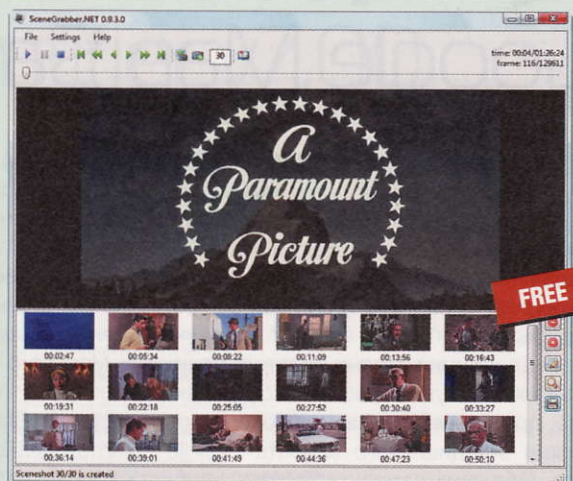 SceneGrabber.NET 0.9.3.0
File Settings Help
30
time: 00:04/01:26:24
frame: 116/129611
A
Paramount
Picture
FREE
00:02:47 00:05:34 00:08:22 00:11:09 00:13:56 00:16:43
00:19:31 00:22:18 00:25:05 00:27:52 00:30:40 00:33:27
00:36:14 00:39:01 00:41:49 00:44:36 00:47:23 00:50:10
Sceneshot 30/30 is created